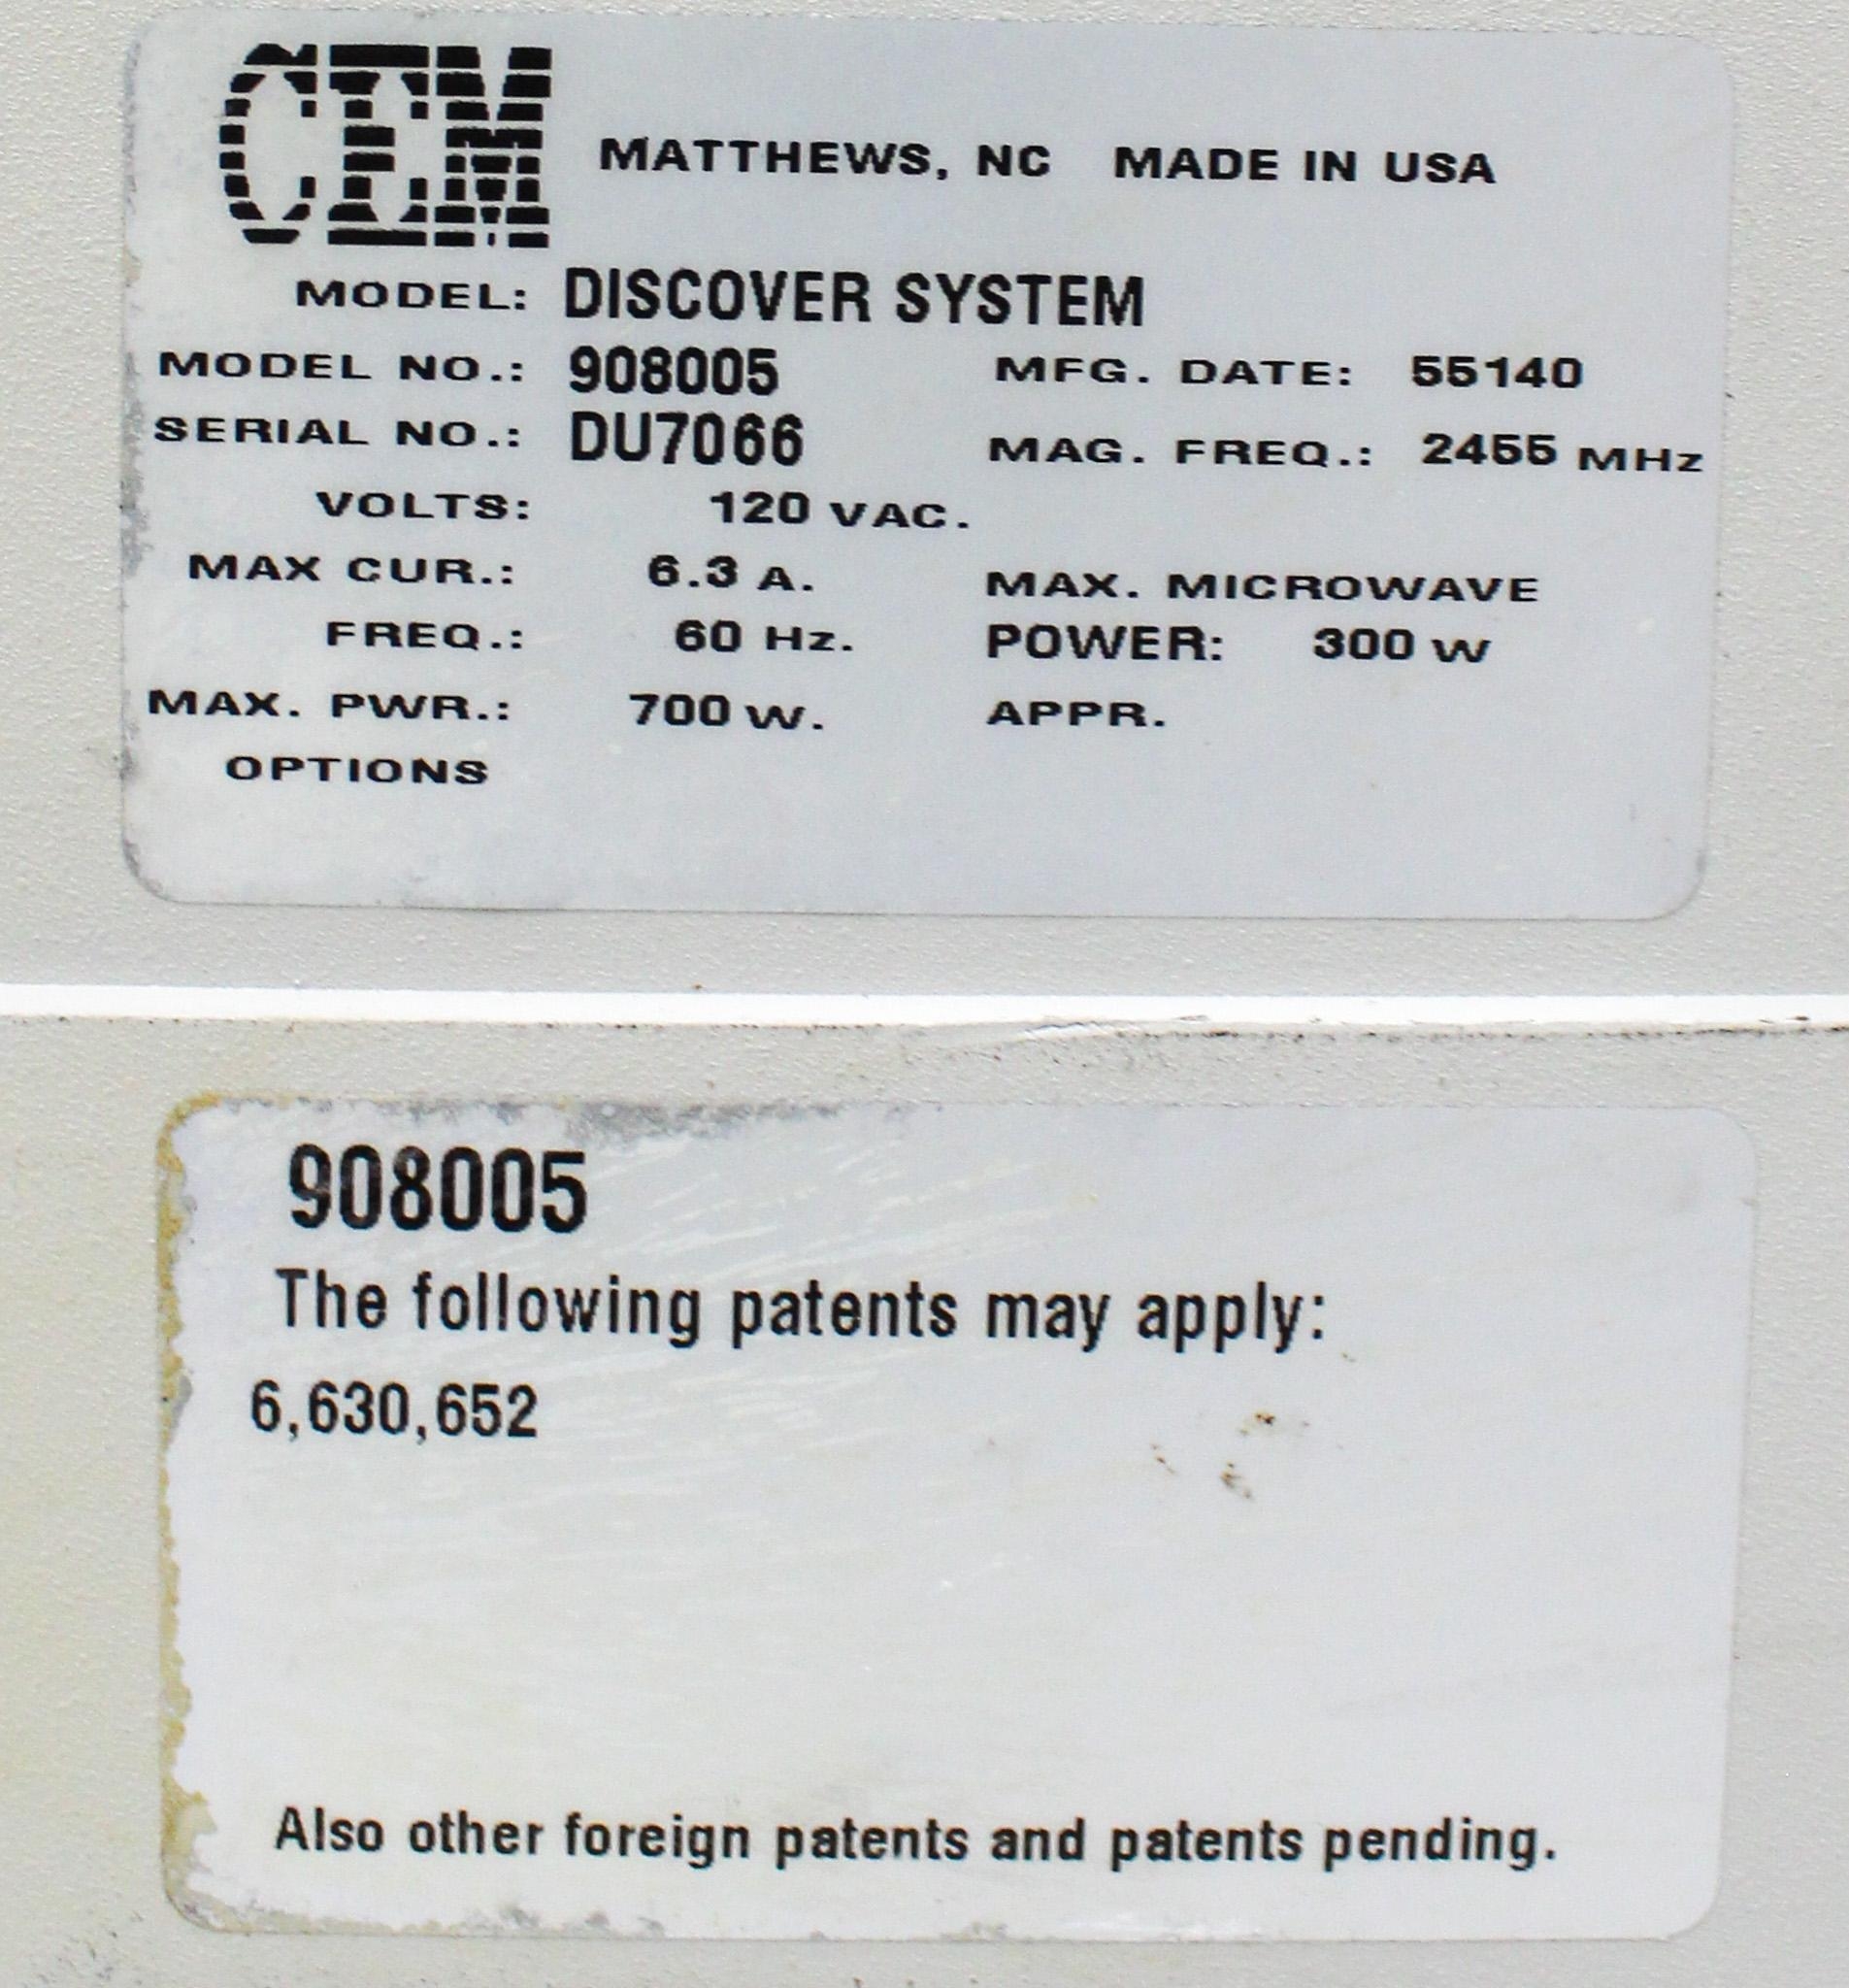 CEM MATTHEWS, NC MADE IN USA
MODEL: DISCOVER SYSTEM
MODEL NO.: 908005 MFG. DATE: 55140
SERIAL NO.: DU7066 MAG. FREQ.: 2455 MHz
VOLTS: 120 VAC.
MAX CUR.: 6.3 A. MAX. MICROWAVE
FREQ.: 60 Hz. POWER: 300 W
MAX. PWR.: 700 W. APPR.
OPTIONS
908005
The following patents may apply:
6,630,652
Also other foreign patents and patents pending.